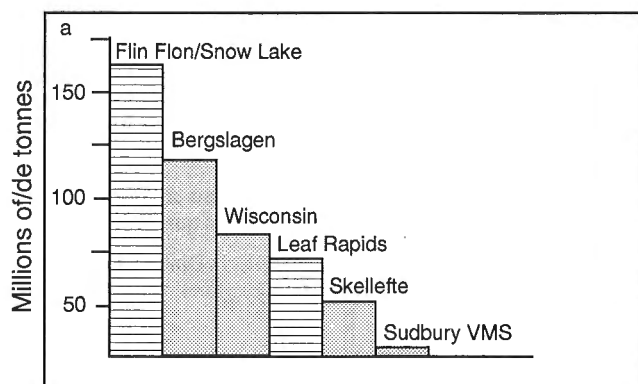 a
Flin Flon/Snow Lake
150
Bergslagen
100
Wisconsin
Leaf Rapids
Skellefte
50
Sudbury VMS
Millions of/de tonnes